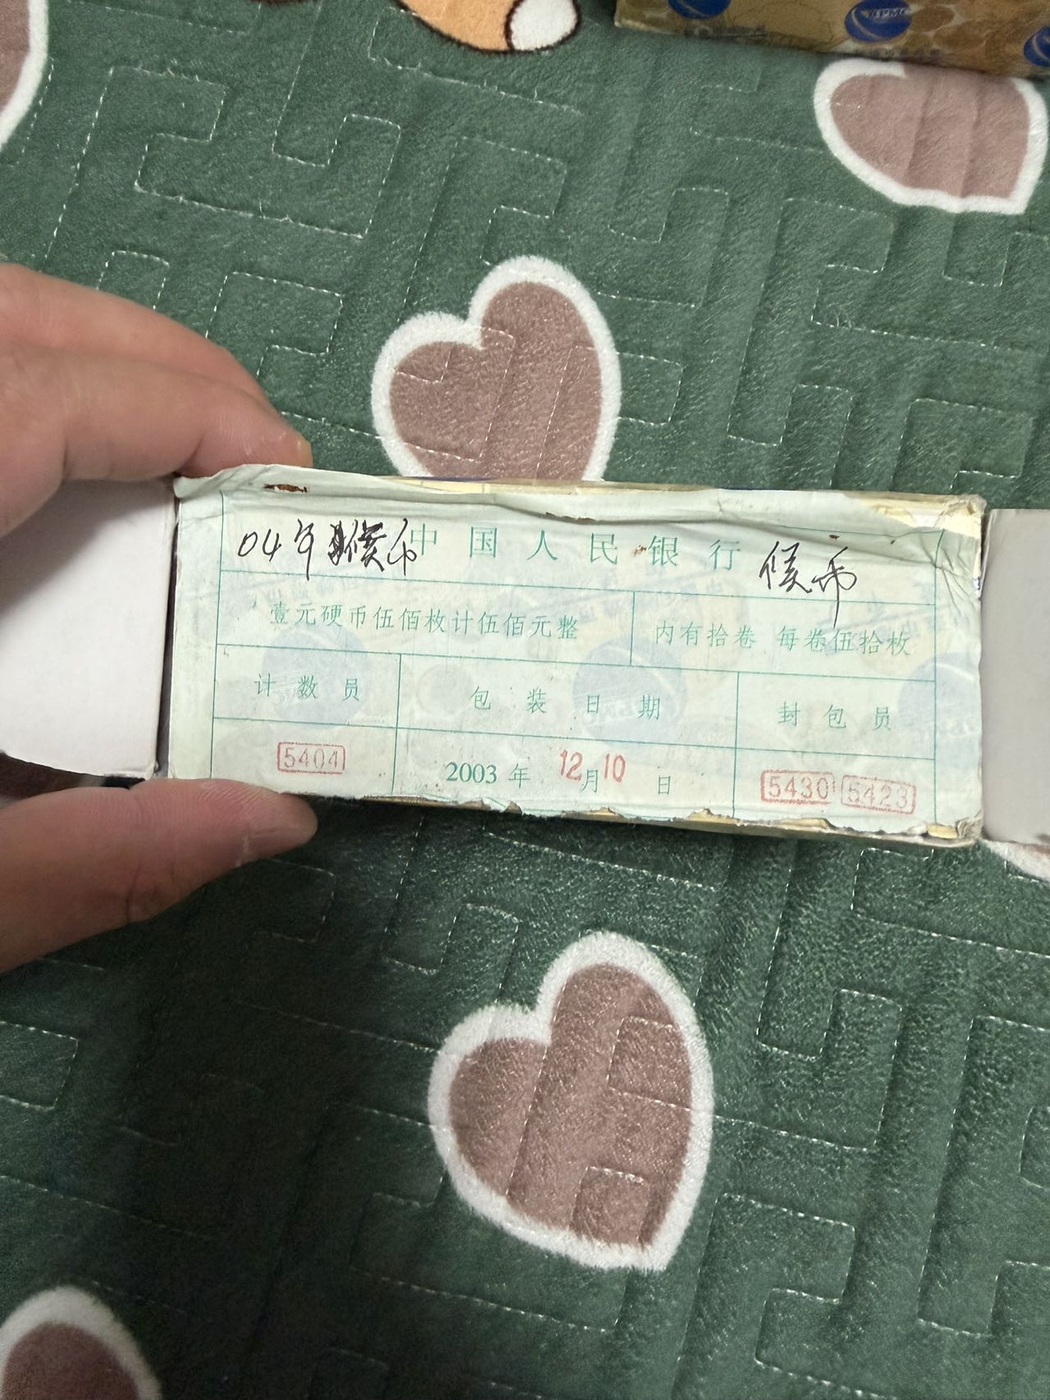 04年猴币 中国人民银行 候币
壹元硬币伍佰枚计伍佰元整 内有拾卷 每卷伍拾枚
计数员 包装日期 封包员
5404 2003年12月10日 5430 5423